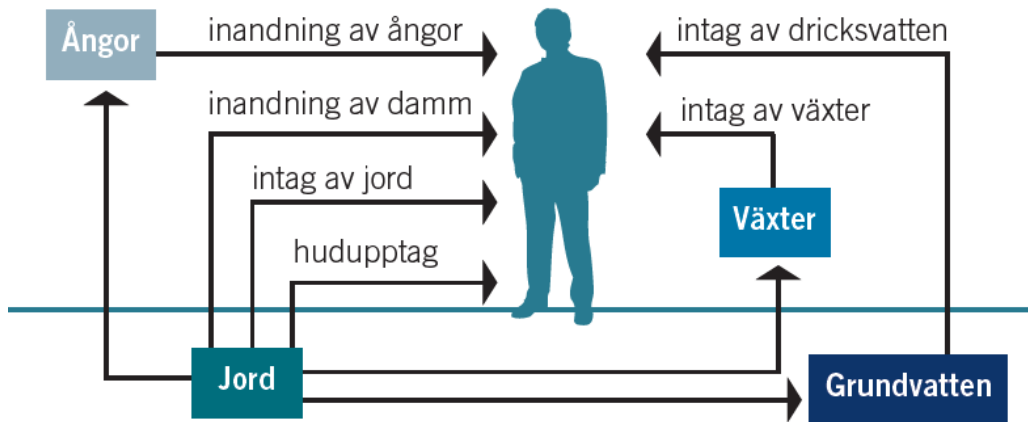 Ångor
inandning av ångor
intag av dricksvatten
inandning av damm
intag av växter
intag av jord
Växter
hudupptag
Jord
Grundvatten